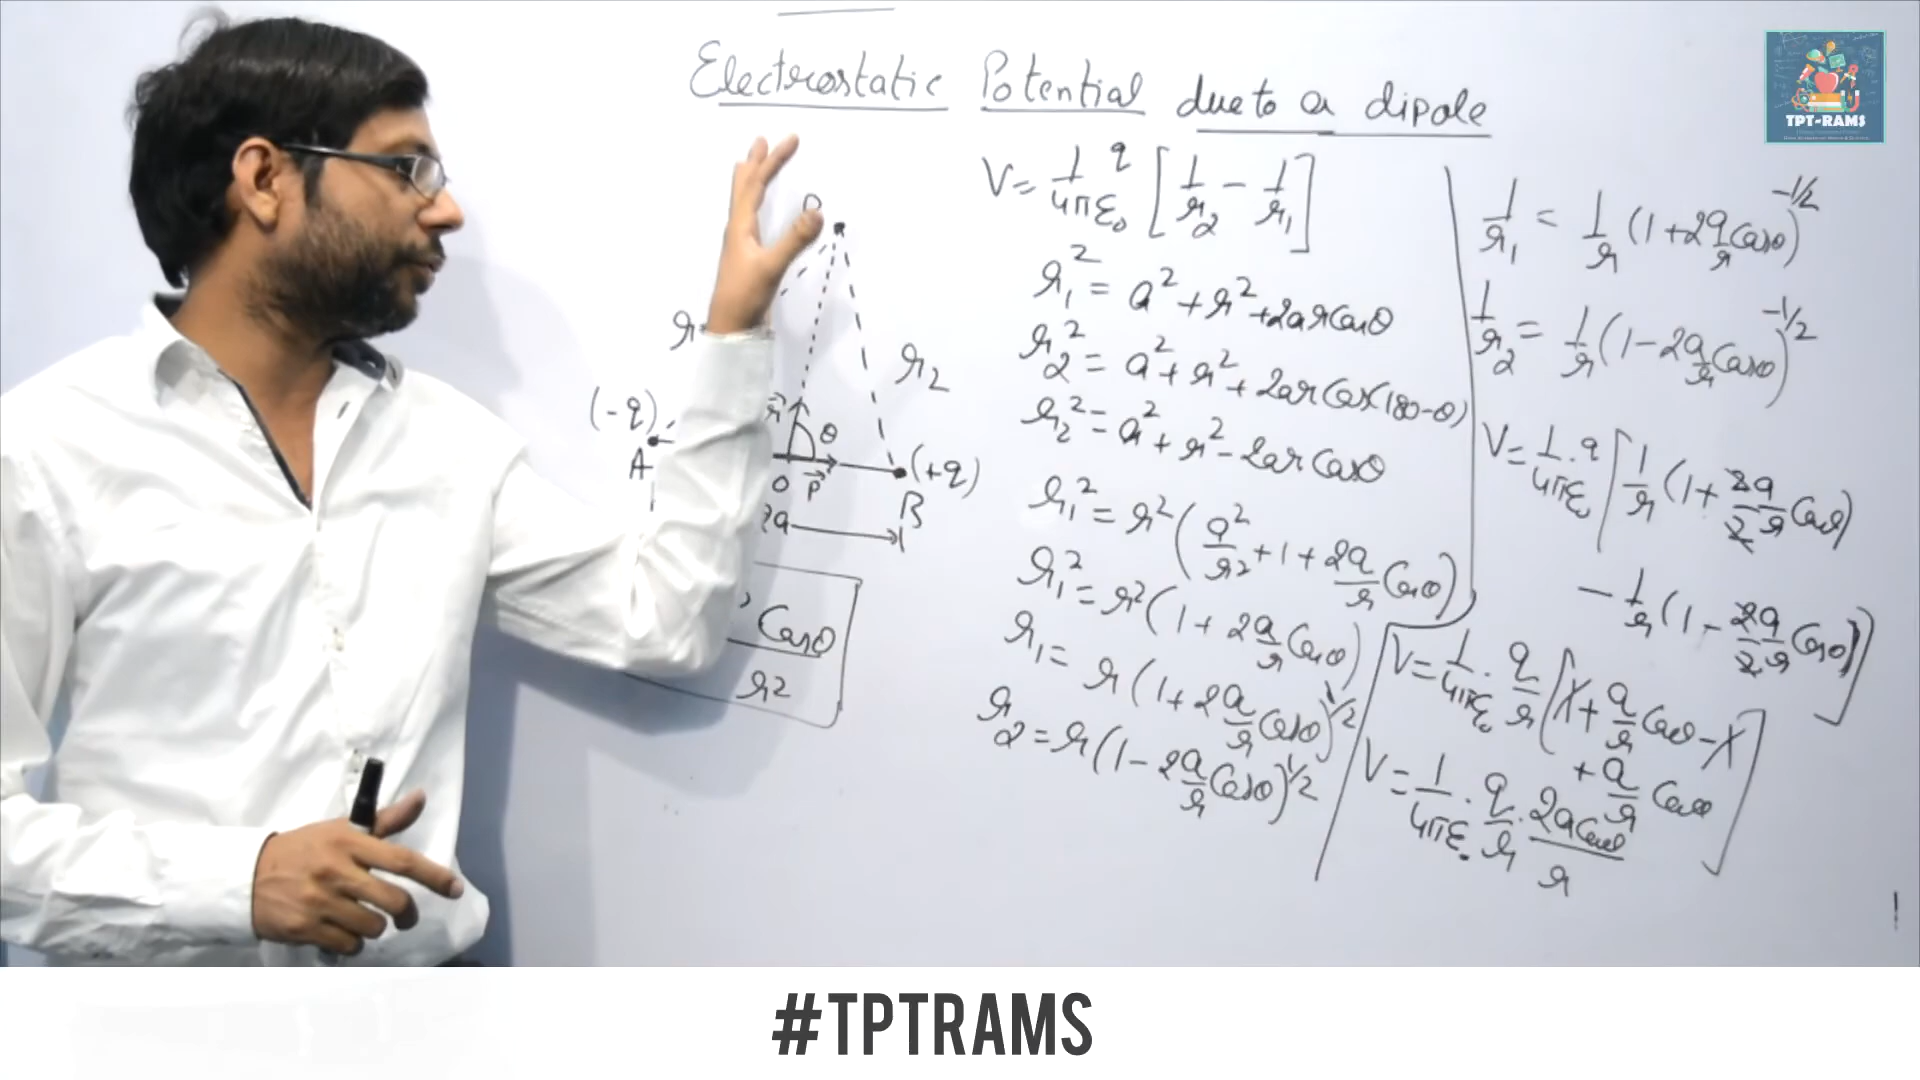 Electrostatic Potential due to a dipole
TPT-RAMS
V = 1/4πε₀ q [1/r₂ − 1/r₁]
r₁² = a² + r² + 2ar Cosθ
r₂² = a² + r² + 2ar Cos(180−θ)
r₂² = a² + r² − 2ar Cosθ
r₁² = r² (a²/r² + 1 + 2a/r Cosθ)
r₁² = r² (1 + 2a/r Cosθ)
r₁ = r (1 + 2a/r Cosθ)^1/2
r₂ = r (1 − 2a/r Cosθ)^1/2
1/r₁ = 1/r (1 + 2a/r Cosθ)^−1/2
1/r₂ = 1/r (1 − 2a/r Cosθ)^−1/2
V = 1/4πε . q [1/r (1 + 2a/2r Cosθ)
− 1/r (1 − 2a/2r Cosθ)]
V = 1/4πε . q/r [1 + a/r Cosθ − 1
+ a/r Cosθ]
V = 1/4πε. . q/r . 2a Cosθ/r
r₂
(-q)
A
r
θ
O
p
(+q)
B
2a
Cosθ
r2
#TPTRAMS